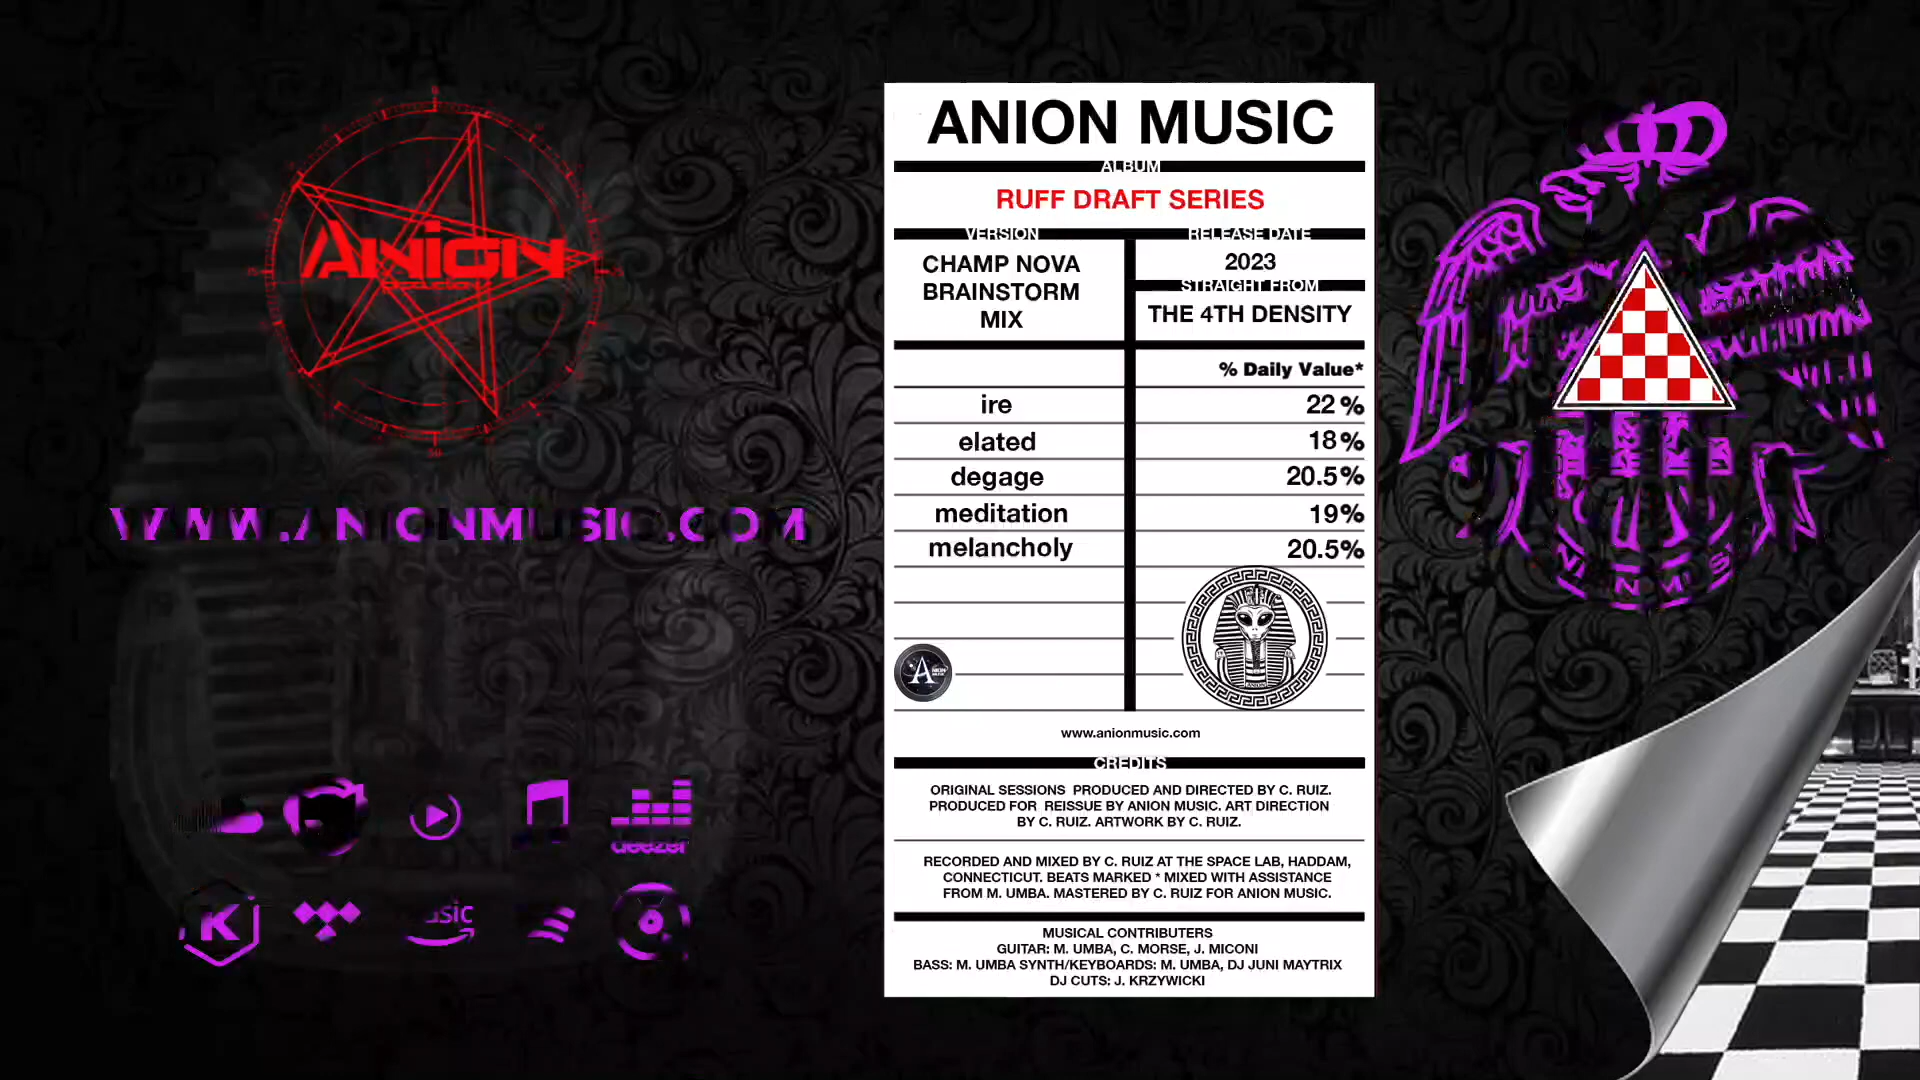 ANION
WWW.ANIONMUSIC.COM
deezer
K
ANION MUSIC
ALBUM
RUFF DRAFT SERIES
VERSION
RELEASE DATE
CHAMP NOVA
BRAINSTORM
MIX
2023
STRAIGHT FROM
THE 4TH DENSITY
% Daily Value*
ire 22%
elated 18%
degage 20.5%
meditation 19%
melancholy 20.5%
www.anionmusic.com
CREDITS
ORIGINAL SESSIONS PRODUCED AND DIRECTED BY C. RUIZ.
PRODUCED FOR REISSUE BY ANION MUSIC. ART DIRECTION
BY C. RUIZ. ARTWORK BY C. RUIZ.
RECORDED AND MIXED BY C. RUIZ AT THE SPACE LAB, HADDAM,
CONNECTICUT. BEATS MARKED * MIXED WITH ASSISTANCE
FROM M. UMBA. MASTERED BY C. RUIZ FOR ANION MUSIC.
MUSICAL CONTRIBUTERS
GUITAR: M. UMBA, C. MORSE, J. MICONI
BASS: M. UMBA SYNTH/KEYBOARDS: M. UMBA, DJ JUNI MAYTRIX
DJ CUTS: J. KRZYWICKI